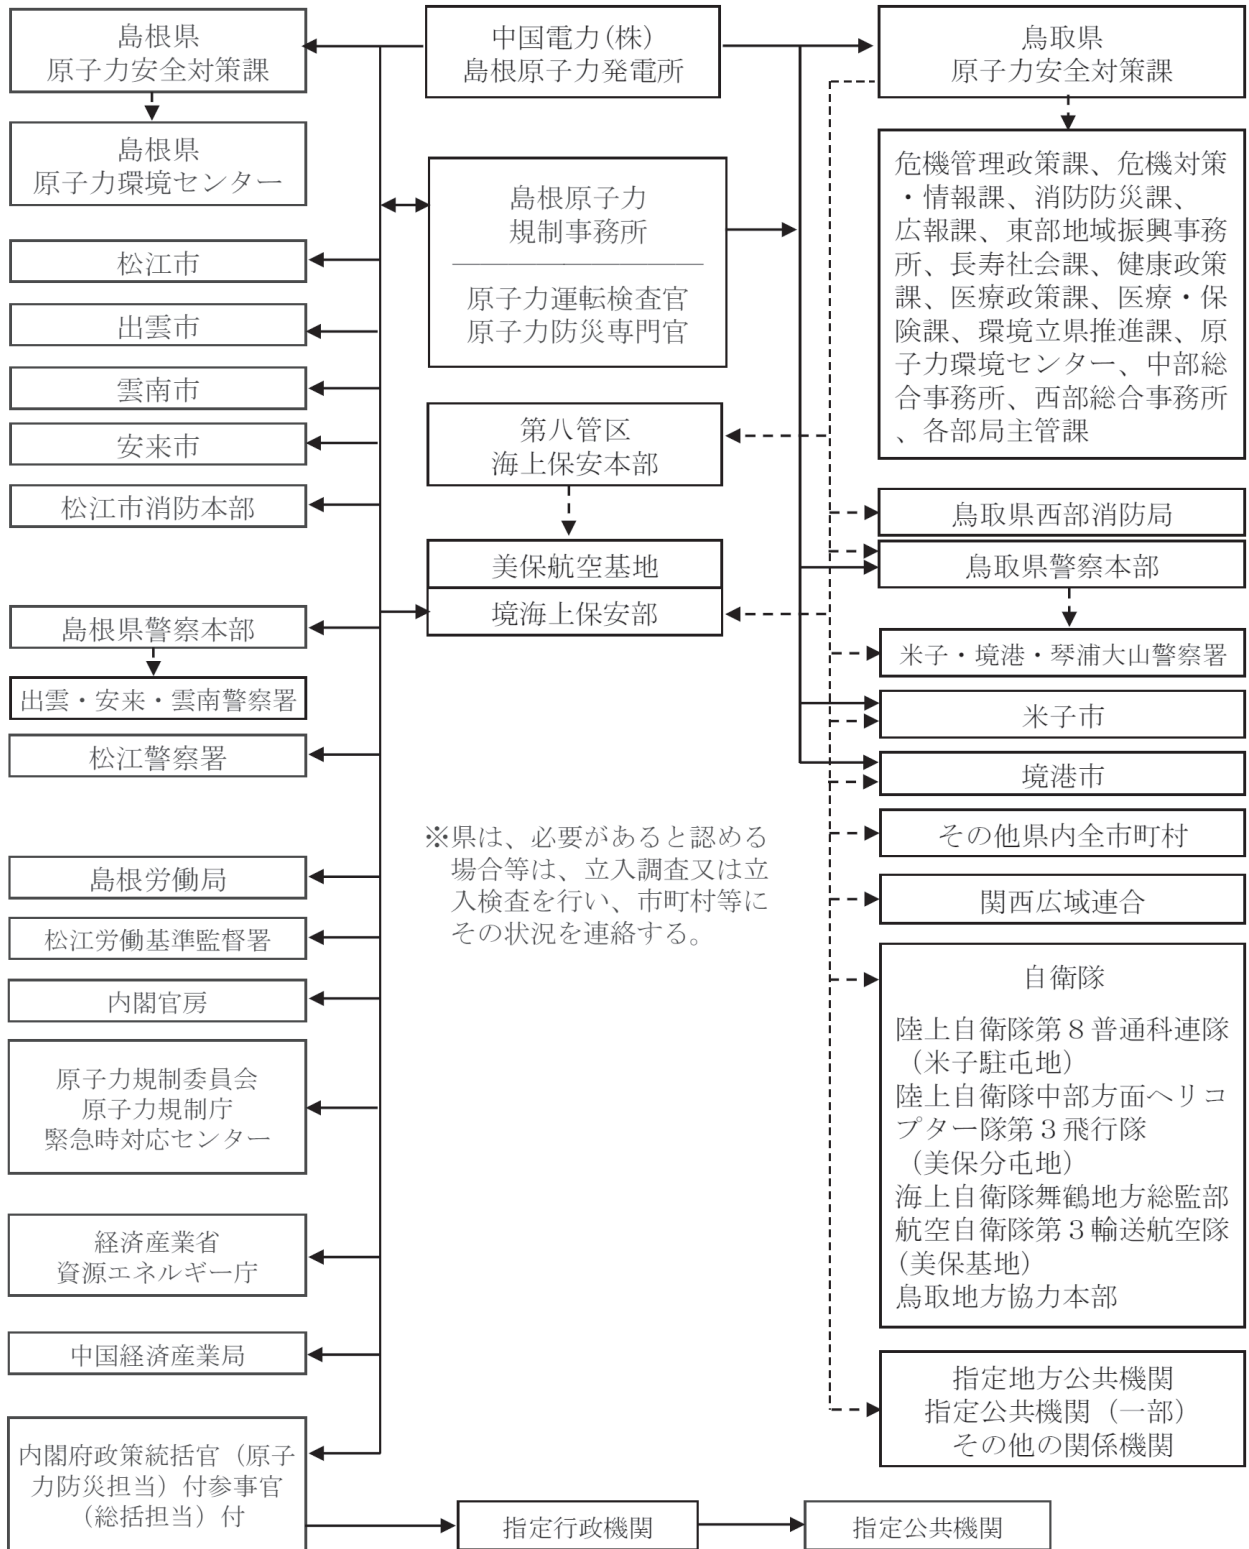 島根県
原子力安全対策課
島根県
原子力環境センター
松江市
出雲市
雲南市
安来市
松江市消防本部
島根県警察本部
出雲・安来・雲南警察署
松江警察署
島根労働局
松江労働基準監督署
内閣官房
原子力規制委員会
原子力規制庁
緊急時対応センター
経済産業省
資源エネルギー庁
中国経済産業局
内閣府政策統括官（原子
力防災担当）付参事官
（総括担当）付
中国電力(株)
島根原子力発電所
島根原子力
規制事務所
原子力運転検査官
原子力防災専門官
第八管区
海上保安本部
美保航空基地
境海上保安部
※県は、必要があると認める
場合等は、立入調査又は立
入検査を行い、市町村等に
その状況を連絡する。
指定行政機関
指定公共機関
鳥取県
原子力安全対策課
危機管理政策課、危機対策
・情報課、消防防災課、
広報課、東部地域振興事務
所、長寿社会課、健康政策
課、医療政策課、医療・保
険課、環境立県推進課、原
子力環境センター、中部総
合事務所、西部総合事務所
、各部局主管課
鳥取県西部消防局
鳥取県警察本部
米子・境港・琴浦大山警察署
米子市
境港市
その他県内全市町村
関西広域連合
自衛隊
陸上自衛隊第８普通科連隊
（米子駐屯地）
陸上自衛隊中部方面ヘリコ
プター隊第３飛行隊
（美保分屯地）
海上自衛隊舞鶴地方総監部
航空自衛隊第３輸送航空隊
(美保基地）
鳥取地方協力本部
指定地方公共機関
指定公共機関（一部）
その他の関係機関